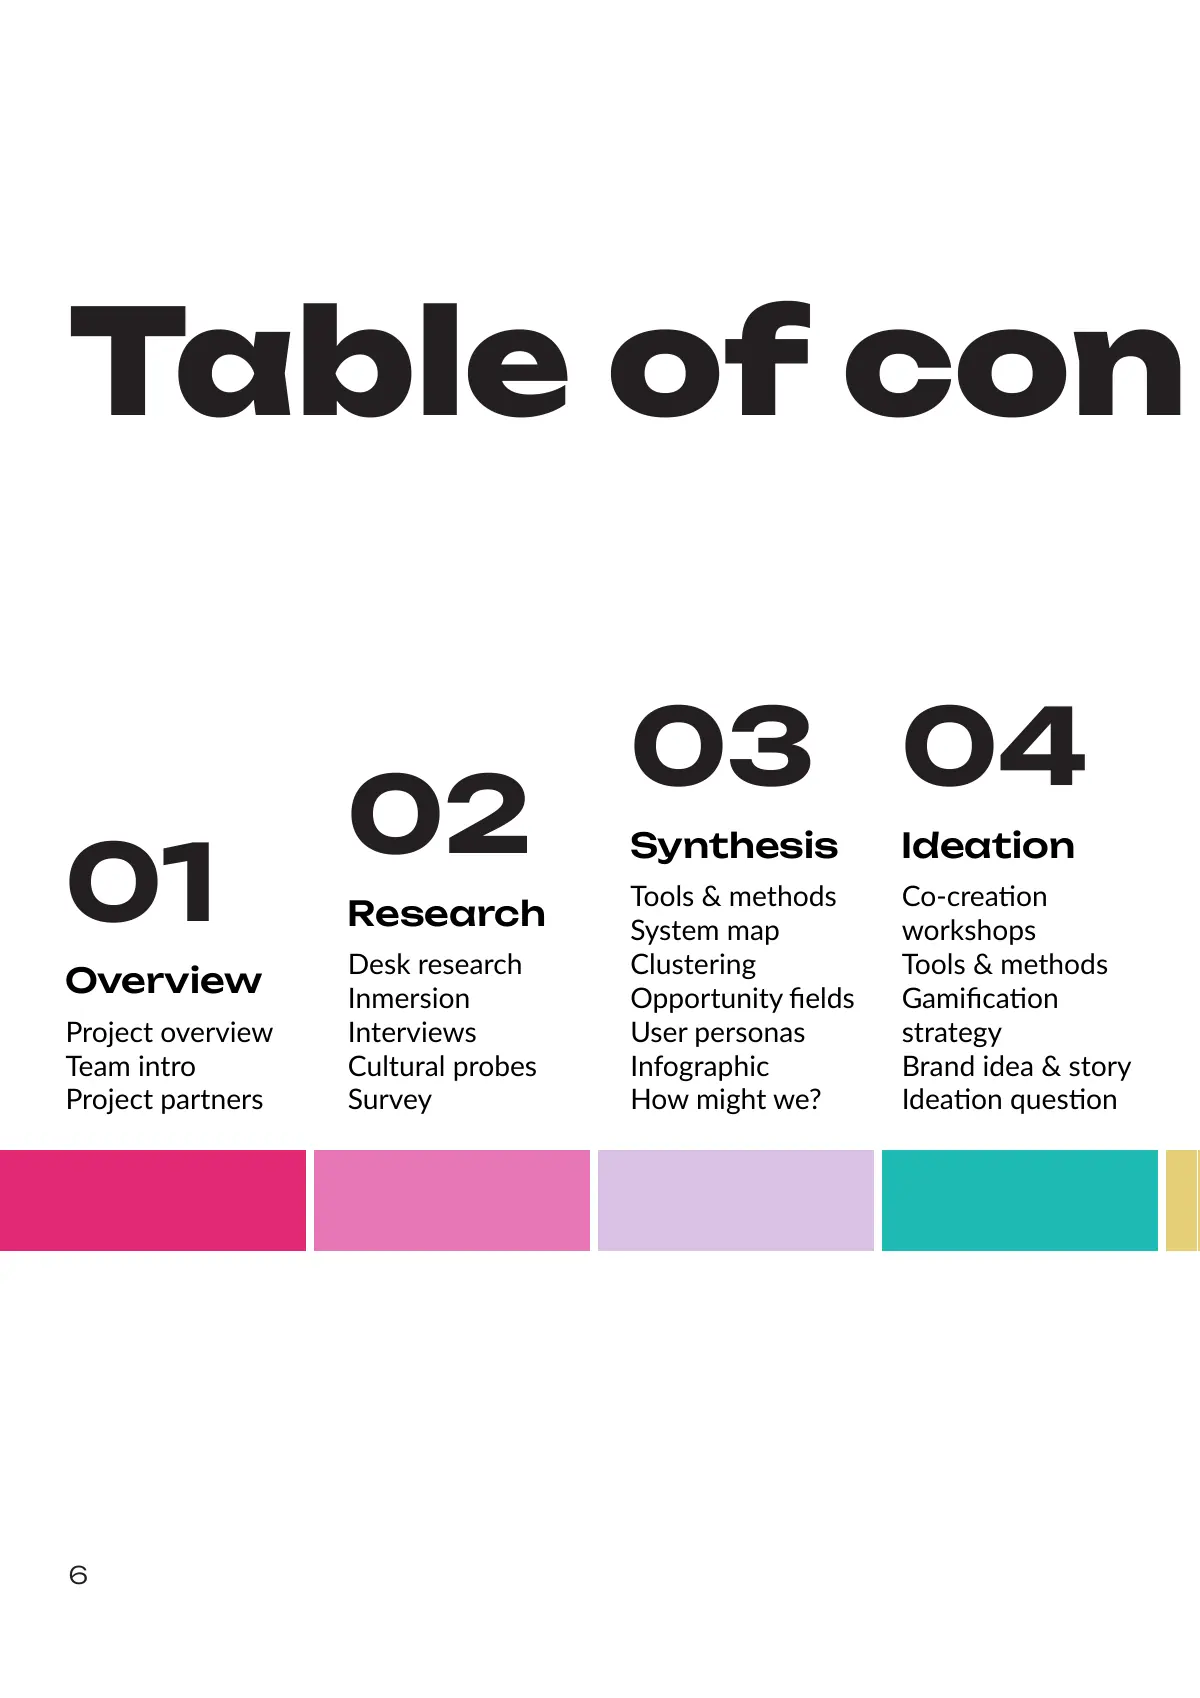 Table of con
01
Overview
Project overview
Team intro
Project partners
02
Research
Desk research
Inmersion
Interviews
Cultural probes
Survey
03
Synthesis
Tools & methods
System map
Clustering
Opportunity fields
User personas
Infographic
How might we?
04
Ideation
Co-creation
workshops
Tools & methods
Gamification
strategy
Brand idea & story
Ideation question
6